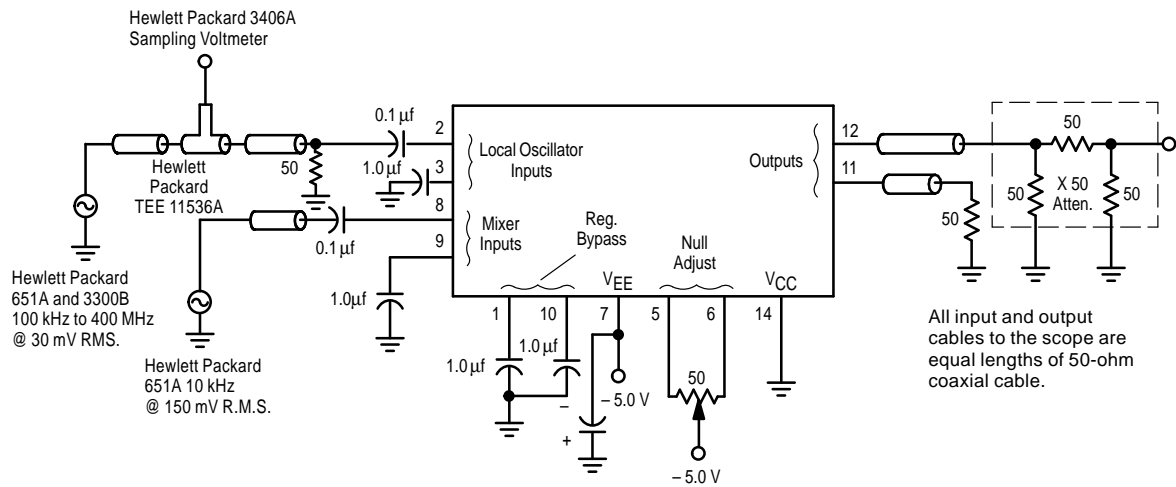 Hewlett Packard 3406A
Sampling Voltmeter
Hewlett
Packard
TEE 11536A
50
0.1 µf
1.0 µf
2
3
8
9
0.1 µf
1.0 µf
Local Oscillator
Inputs
Mixer
Inputs
Reg.
Bypass
VEE
Null
Adjust
VCC
Outputs
12
11
50
50
50
X 50
Atten.
50
1
10
7
5
6
14
1.0 µf
1.0 µf
–
+
– 5.0 V
50
– 5.0 V
Hewlett Packard
651A and 3300B
100 kHz to 400 MHz
@ 30 mV RMS.
Hewlett Packard
651A 10 kHz
@ 150 mV R.M.S.
All input and output
cables to the scope are
equal lengths of 50-ohm
coaxial cable.